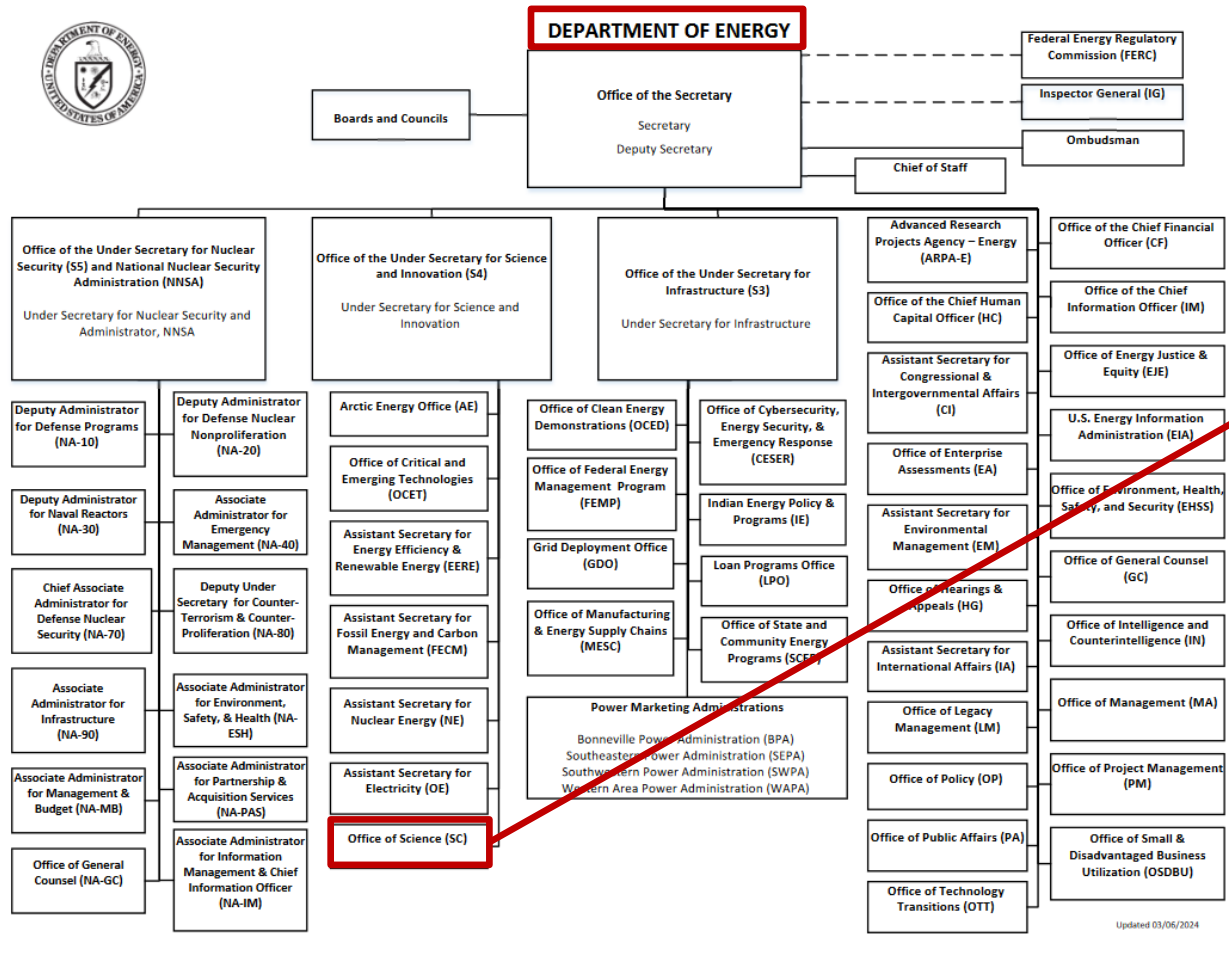 DEPARTMENT OF ENERGY
DEPARTMENT OF ENERGY
UNITED STATES OF AMERICA
Federal Energy Regulatory
Commission (FERC)
Inspector General (IG)
Ombudsman
Chief of Staff
Boards and Councils
Office of the Secretary
Secretary
Deputy Secretary
Office of the Under Secretary for Nuclear
Security (S5) and National Nuclear Security
Administration (NNSA)
Under Secretary for Nuclear Security and
Administrator, NNSA
Deputy Administrator
for Defense Programs
(NA-10)
Deputy Administrator
for Defense Nuclear
Nonproliferation
(NA-20)
Deputy Administrator
for Naval Reactors
(NA-30)
Associate
Administrator for
Emergency
Management (NA-40)
Chief Associate
Administrator for
Defense Nuclear
Security (NA-70)
Deputy Under
Secretary for Counter-
Terrorism & Counter-
Proliferation (NA-80)
Associate
Administrator for
Infrastructure
(NA-90)
Associate Administrator
for Environment,
Safety, & Health (NA-
ESH)
Associate Administrator
for Management &
Budget (NA-MB)
Associate Administrator
for Partnership &
Acquisition Services
(NA-PAS)
Office of General
Counsel (NA-GC)
Associate Administrator
for Information
Management & Chief
Information Officer
(NA-IM)
Office of the Under Secretary for Science
and Innovation (S4)
Under Secretary for Science and
Innovation
Arctic Energy Office (AE)
Office of Critical and
Emerging Technologies
(OCET)
Assistant Secretary for
Energy Efficiency &
Renewable Energy (EERE)
Assistant Secretary for
Fossil Energy and Carbon
Management (FECM)
Assistant Secretary for
Nuclear Energy (NE)
Assistant Secretary for
Electricity (OE)
Office of Science (SC)
Office of the Under Secretary for
Infrastructure (S3)
Under Secretary for Infrastructure
Office of Clean Energy
Demonstrations (OCED)
Office of Cybersecurity,
Energy Security, &
Emergency Response
(CESER)
Office of Federal Energy
Management Program
(FEMP)
Indian Energy Policy &
Programs (IE)
Grid Deployment Office
(GDO)
Loan Programs Office
(LPO)
Office of Manufacturing
& Energy Supply Chains
(MESC)
Office of State and
Community Energy
Programs (SCEP)
Power Marketing Administrations
Bonneville Power Administration (BPA)
Southeastern Power Administration (SEPA)
Southwestern Power Administration (SWPA)
Western Area Power Administration (WAPA)
Advanced Research
Projects Agency – Energy
(ARPA-E)
Office of the Chief Financial
Officer (CF)
Office of the Chief Human
Capital Officer (HC)
Office of the Chief
Information Officer (IM)
Assistant Secretary for
Congressional &
Intergovernmental Affairs
(CI)
Office of Energy Justice &
Equity (EJE)
Office of Enterprise
Assessments (EA)
U.S. Energy Information
Administration (EIA)
Assistant Secretary for
Environmental
Management (EM)
Office of Environment, Health,
Safety, and Security (EHSS)
Office of Hearings &
Appeals (HG)
Office of General Counsel
(GC)
Assistant Secretary for
International Affairs (IA)
Office of Intelligence and
Counterintelligence (IN)
Office of Legacy
Management (LM)
Office of Management (MA)
Office of Policy (OP)
Office of Project Management
(PM)
Office of Public Affairs (PA)
Office of Small &
Disadvantaged Business
Utilization (OSDBU)
Office of Technology
Transitions (OTT)
Updated 03/06/2024